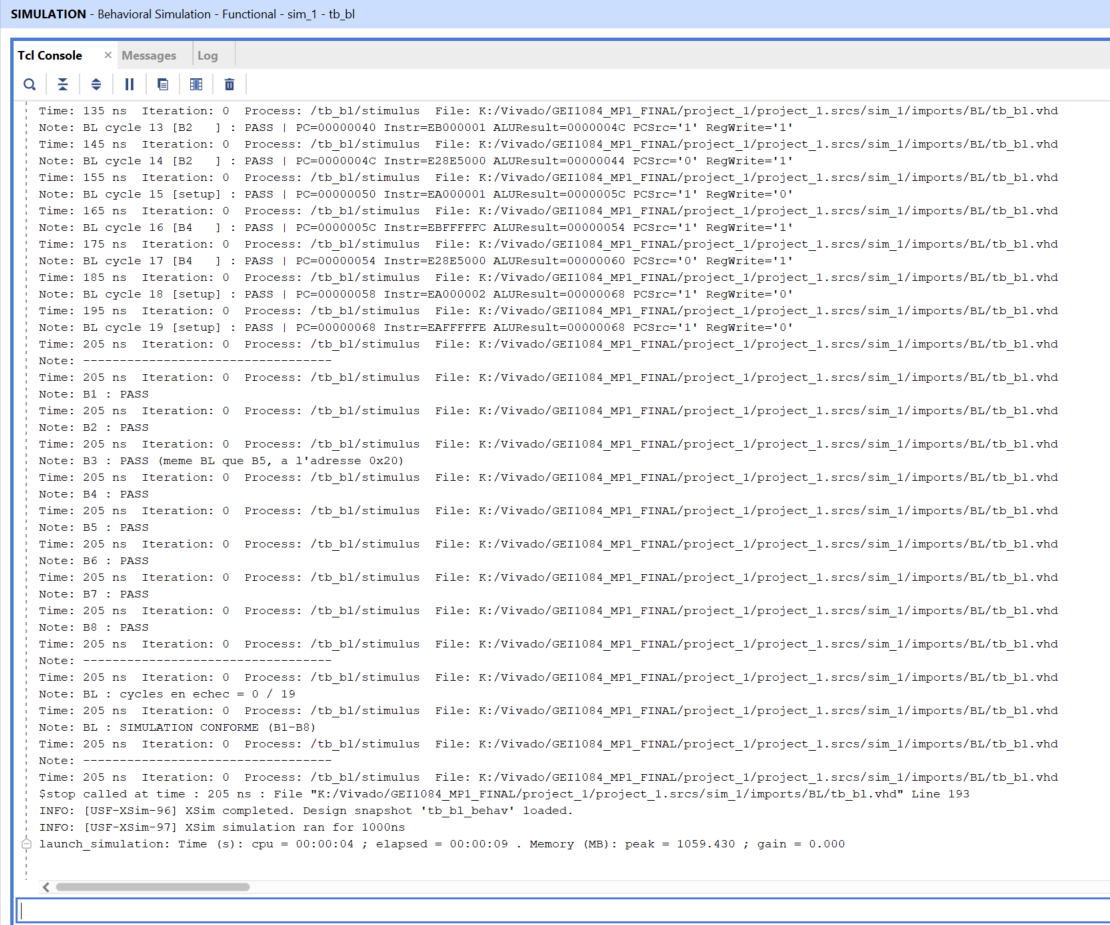 SIMULATION - Behavioral Simulation - Functional - sim_1 - tb_bl
Tcl Console × Messages Log
Time: 135 ns  Iteration: 0  Process: /tb_bl/stimulus  File: K:/Vivado/GEI1084_MP1_FINAL/project_1/project_1.srcs/sim_1/imports/BL/tb_bl.vhd
Note: BL cycle 13 [B2   ] : PASS | PC=00000040 Instr=EB000001 ALUResult=0000004C PCSrc='1' RegWrite='1'
Time: 145 ns  Iteration: 0  Process: /tb_bl/stimulus  File: K:/Vivado/GEI1084_MP1_FINAL/project_1/project_1.srcs/sim_1/imports/BL/tb_bl.vhd
Note: BL cycle 14 [B2   ] : PASS | PC=0000004C Instr=E28E5000 ALUResult=00000044 PCSrc='0' RegWrite='1'
Time: 155 ns  Iteration: 0  Process: /tb_bl/stimulus  File: K:/Vivado/GEI1084_MP1_FINAL/project_1/project_1.srcs/sim_1/imports/BL/tb_bl.vhd
Note: BL cycle 15 [setup] : PASS | PC=00000050 Instr=EA000001 ALUResult=0000005C PCSrc='1' RegWrite='0'
Time: 165 ns  Iteration: 0  Process: /tb_bl/stimulus  File: K:/Vivado/GEI1084_MP1_FINAL/project_1/project_1.srcs/sim_1/imports/BL/tb_bl.vhd
Note: BL cycle 16 [B4   ] : PASS | PC=0000005C Instr=EBFFFFFC ALUResult=00000054 PCSrc='1' RegWrite='1'
Time: 175 ns  Iteration: 0  Process: /tb_bl/stimulus  File: K:/Vivado/GEI1084_MP1_FINAL/project_1/project_1.srcs/sim_1/imports/BL/tb_bl.vhd
Note: BL cycle 17 [B4   ] : PASS | PC=00000054 Instr=E28E5000 ALUResult=00000060 PCSrc='0' RegWrite='1'
Time: 185 ns  Iteration: 0  Process: /tb_bl/stimulus  File: K:/Vivado/GEI1084_MP1_FINAL/project_1/project_1.srcs/sim_1/imports/BL/tb_bl.vhd
Note: BL cycle 18 [setup] : PASS | PC=00000058 Instr=EA000002 ALUResult=00000068 PCSrc='1' RegWrite='0'
Time: 195 ns  Iteration: 0  Process: /tb_bl/stimulus  File: K:/Vivado/GEI1084_MP1_FINAL/project_1/project_1.srcs/sim_1/imports/BL/tb_bl.vhd
Note: BL cycle 19 [setup] : PASS | PC=00000068 Instr=EAFFFFFE ALUResult=00000068 PCSrc='1' RegWrite='0'
Time: 205 ns  Iteration: 0  Process: /tb_bl/stimulus  File: K:/Vivado/GEI1084_MP1_FINAL/project_1/project_1.srcs/sim_1/imports/BL/tb_bl.vhd
Note: ----------------------------------
Time: 205 ns  Iteration: 0  Process: /tb_bl/stimulus  File: K:/Vivado/GEI1084_MP1_FINAL/project_1/project_1.srcs/sim_1/imports/BL/tb_bl.vhd
Note: B1 : PASS
Time: 205 ns  Iteration: 0  Process: /tb_bl/stimulus  File: K:/Vivado/GEI1084_MP1_FINAL/project_1/project_1.srcs/sim_1/imports/BL/tb_bl.vhd
Note: B2 : PASS
Time: 205 ns  Iteration: 0  Process: /tb_bl/stimulus  File: K:/Vivado/GEI1084_MP1_FINAL/project_1/project_1.srcs/sim_1/imports/BL/tb_bl.vhd
Note: B3 : PASS (meme BL que B5, a l'adresse 0x20)
Time: 205 ns  Iteration: 0  Process: /tb_bl/stimulus  File: K:/Vivado/GEI1084_MP1_FINAL/project_1/project_1.srcs/sim_1/imports/BL/tb_bl.vhd
Note: B4 : PASS
Time: 205 ns  Iteration: 0  Process: /tb_bl/stimulus  File: K:/Vivado/GEI1084_MP1_FINAL/project_1/project_1.srcs/sim_1/imports/BL/tb_bl.vhd
Note: B5 : PASS
Time: 205 ns  Iteration: 0  Process: /tb_bl/stimulus  File: K:/Vivado/GEI1084_MP1_FINAL/project_1/project_1.srcs/sim_1/imports/BL/tb_bl.vhd
Note: B6 : PASS
Time: 205 ns  Iteration: 0  Process: /tb_bl/stimulus  File: K:/Vivado/GEI1084_MP1_FINAL/project_1/project_1.srcs/sim_1/imports/BL/tb_bl.vhd
Note: B7 : PASS
Time: 205 ns  Iteration: 0  Process: /tb_bl/stimulus  File: K:/Vivado/GEI1084_MP1_FINAL/project_1/project_1.srcs/sim_1/imports/BL/tb_bl.vhd
Note: B8 : PASS
Time: 205 ns  Iteration: 0  Process: /tb_bl/stimulus  File: K:/Vivado/GEI1084_MP1_FINAL/project_1/project_1.srcs/sim_1/imports/BL/tb_bl.vhd
Note: ----------------------------------
Time: 205 ns  Iteration: 0  Process: /tb_bl/stimulus  File: K:/Vivado/GEI1084_MP1_FINAL/project_1/project_1.srcs/sim_1/imports/BL/tb_bl.vhd
Note: BL : cycles en echec = 0 / 19
Time: 205 ns  Iteration: 0  Process: /tb_bl/stimulus  File: K:/Vivado/GEI1084_MP1_FINAL/project_1/project_1.srcs/sim_1/imports/BL/tb_bl.vhd
Note: BL : SIMULATION CONFORME (B1-B8)
Time: 205 ns  Iteration: 0  Process: /tb_bl/stimulus  File: K:/Vivado/GEI1084_MP1_FINAL/project_1/project_1.srcs/sim_1/imports/BL/tb_bl.vhd
Note: ----------------------------------
Time: 205 ns  Iteration: 0  Process: /tb_bl/stimulus  File: K:/Vivado/GEI1084_MP1_FINAL/project_1/project_1.srcs/sim_1/imports/BL/tb_bl.vhd
$stop called at time : 205 ns : File "K:/Vivado/GEI1084_MP1_FINAL/project_1/project_1.srcs/sim_1/imports/BL/tb_bl.vhd" Line 193
INFO: [USF-XSim-96] XSim completed. Design snapshot 'tb_bl_behav' loaded.
INFO: [USF-XSim-97] XSim simulation ran for 1000ns
launch_simulation: Time (s): cpu = 00:00:04 ; elapsed = 00:00:09 . Memory (MB): peak = 1059.430 ; gain = 0.000